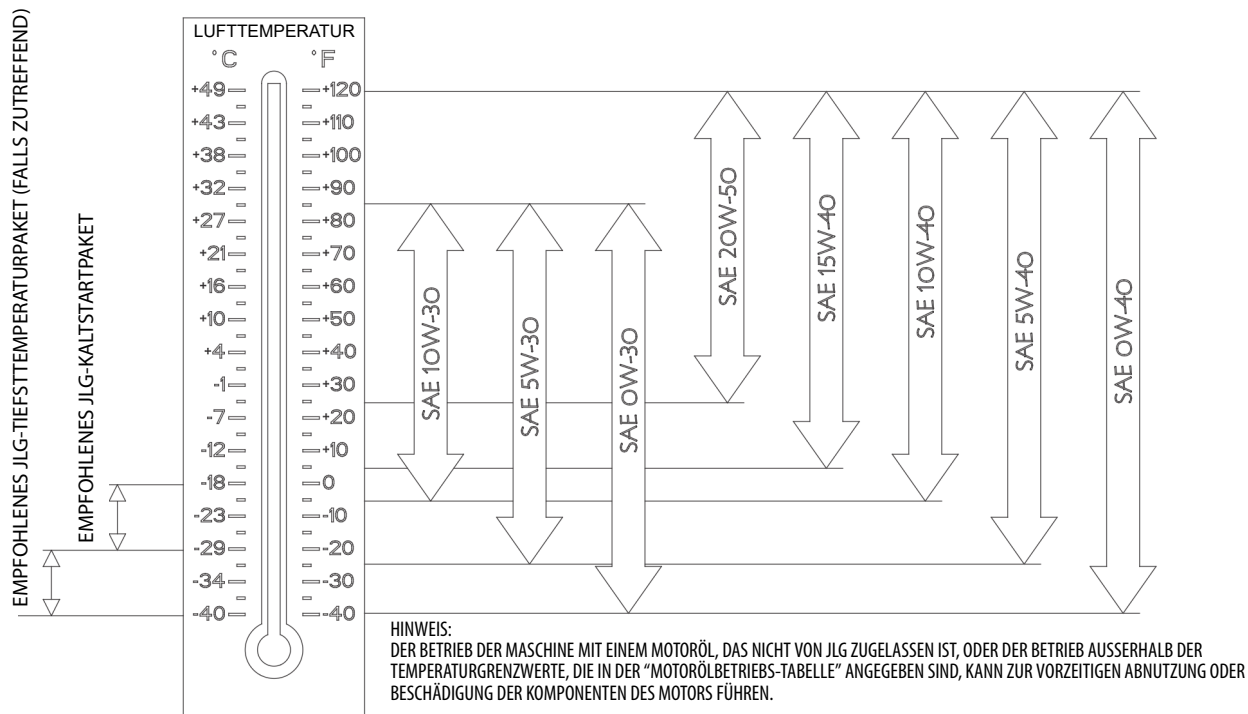 EMPFOHLENES JLG-TIEFSTTEMPERATURPAKET (FALLS ZUTREFFEND)
EMPFOHLENES JLG-KALTSTARTPAKET
LUFTTEMPERATUR
°C °F
+49 +120
+43 +110
+38 +100
+32 +90
+27 +80
+21 +70
+16 +60
+10 +50
+4 +40
-1 +30
-7 +20
-12 +10
-18 0
-23 -10
-29 -20
-34 -30
-40 -40
SAE 10W-30
SAE 5W-30
SAE 0W-30
SAE 20W-50
SAE 15W-40
SAE 10W-40
SAE 5W-40
SAE 0W-40
HINWEIS:
DER BETRIEB DER MASCHINE MIT EINEM MOTORÖL, DAS NICHT VON JLG ZUGELASSEN IST, ODER DER BETRIEB AUSSERHALB DER
TEMPERATURGRENZWERTE, DIE IN DER “MOTORÖLBETRIEBS-TABELLE” ANGEGEBEN SIND, KANN ZUR VORZEITIGEN ABNUTZUNG ODER
BESCHÄDIGUNG DER KOMPONENTEN DES MOTORS FÜHREN.